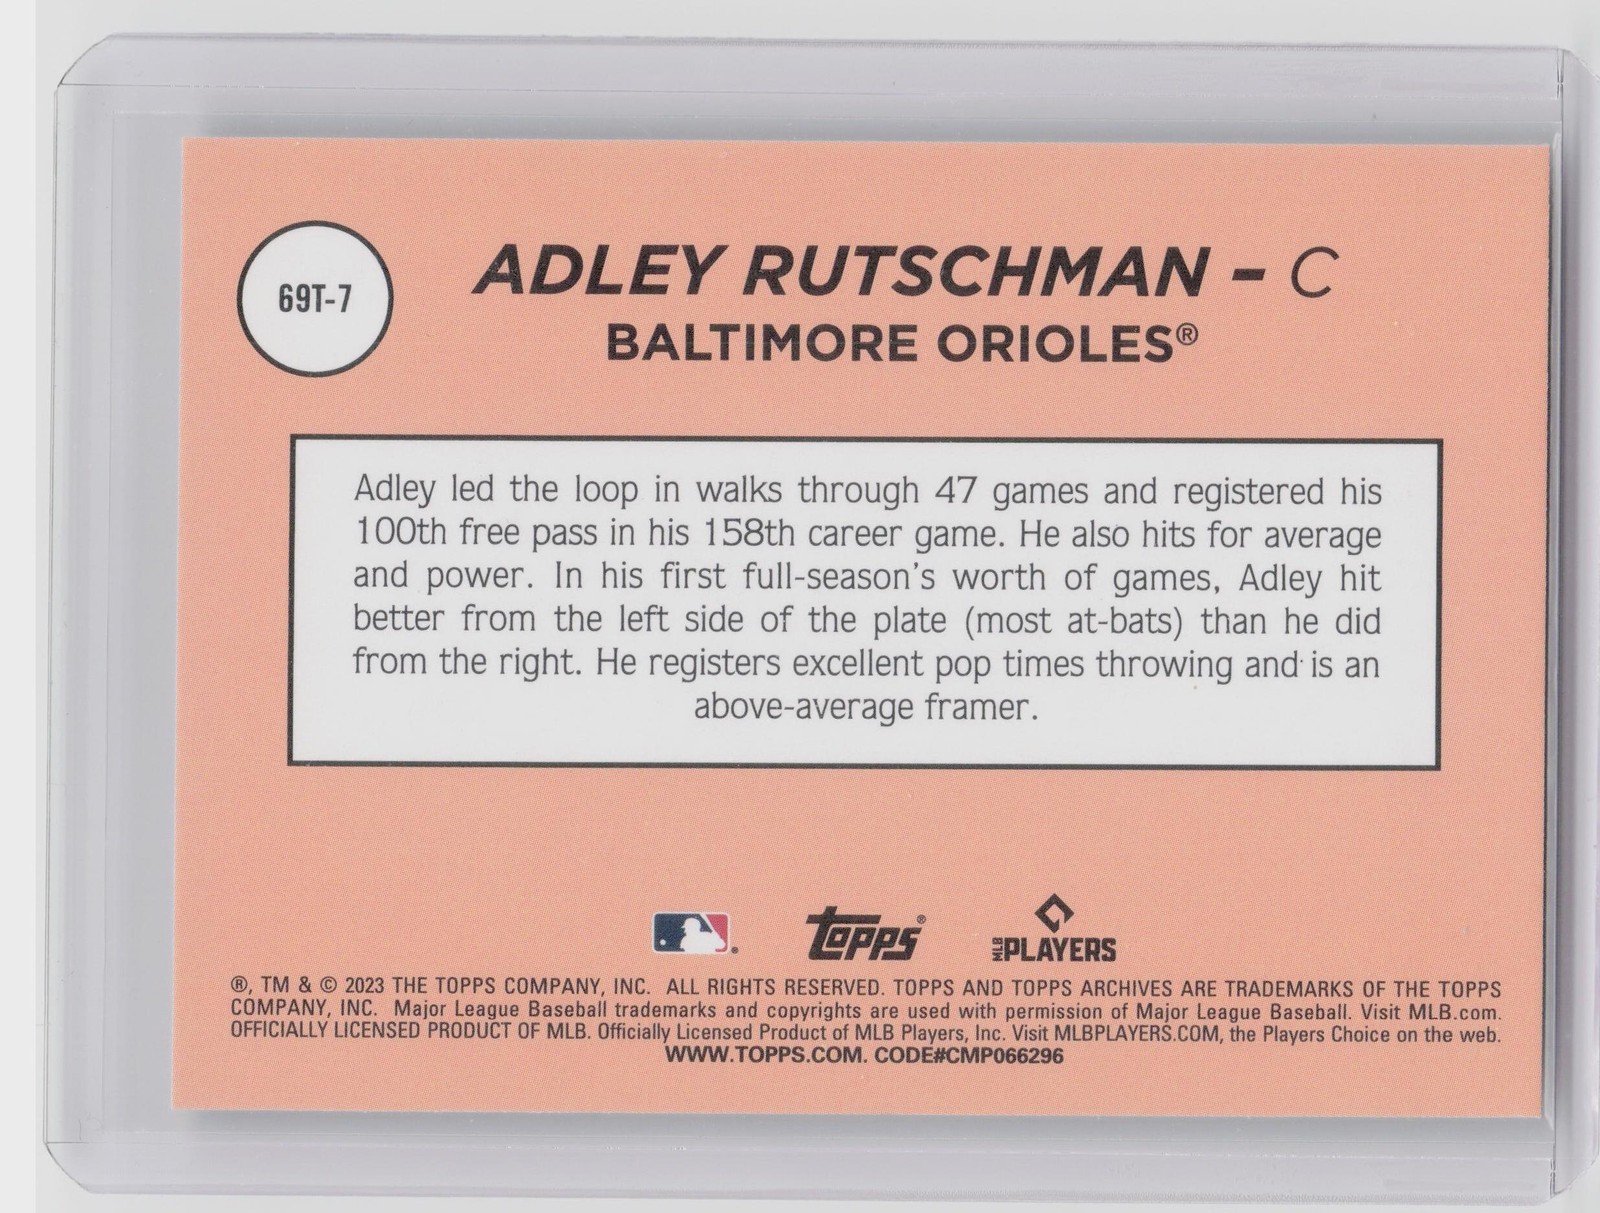 69T-7
ADLEY RUTSCHMAN - C
BALTIMORE ORIOLES®
Adley led the loop in walks through 47 games and registered his
100th free pass in his 158th career game. He also hits for average
and power. In his first full-season's worth of games, Adley hit
better from the left side of the plate (most at-bats) than he did
from the right. He registers excellent pop times throwing and is an
above-average framer.
topps® MLB PLAYERS
®, TM & © 2023 THE TOPPS COMPANY, INC. ALL RIGHTS RESERVED. TOPPS AND TOPPS ARCHIVES ARE TRADEMARKS OF THE TOPPS
COMPANY, INC. Major League Baseball trademarks and copyrights are used with permission of Major League Baseball. Visit MLB.com.
OFFICIALLY LICENSED PRODUCT OF MLB. Officially Licensed Product of MLB Players, Inc. Visit MLBPLAYERS.COM, the Players Choice on the web.
WWW.TOPPS.COM. CODE#CMP066296